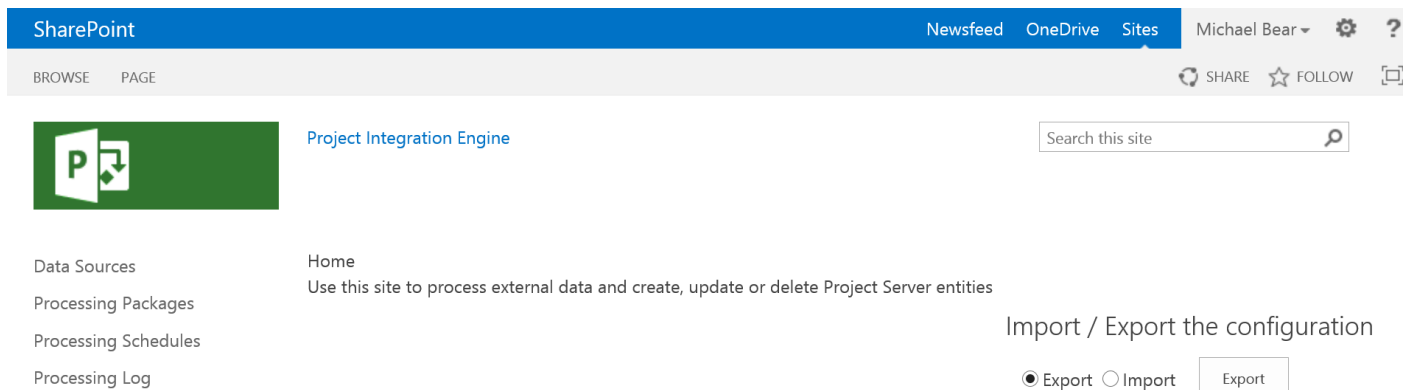 SharePoint Newsfeed OneDrive Sites Michael Bear ?
BROWSE PAGE SHARE FOLLOW
P
Project Integration Engine Search this site
Data Sources
Processing Packages
Processing Schedules
Processing Log
Home
Use this site to process external data and create, update or delete Project Server entities
Import / Export the configuration
Export Import Export